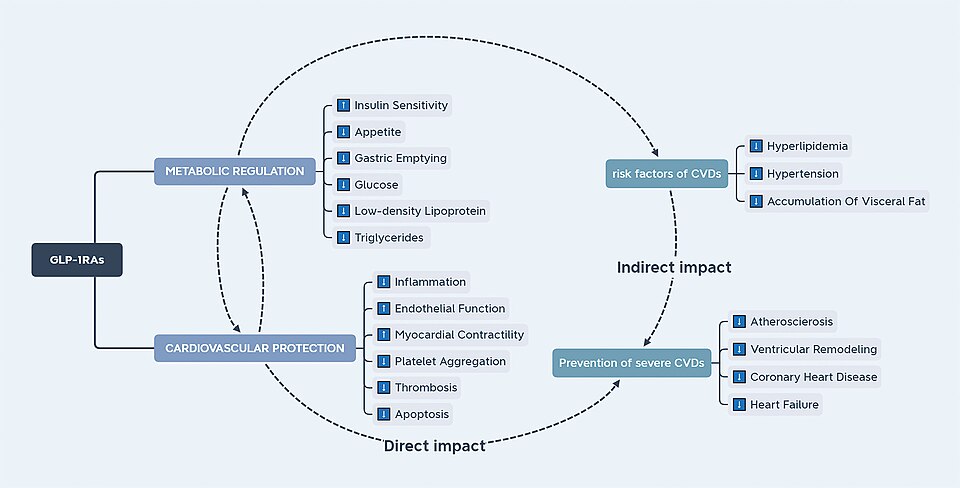 GLP-1RAs
METABOLIC REGULATION
↑ Insulin Sensitivity
↓ Appetite
↓ Gastric Emptying
↓ Glucose
↓ Low-density Lipoprotein
↓ Triglycerides
CARDIOVASCULAR PROTECTION
↓ Inflammation
↑ Endothelial Function
↑ Myocardial Contractility
↓ Platelet Aggregation
↓ Thrombosis
↓ Apoptosis
Direct impact
risk factors of CVDs
↓ Hyperlipidemia
↓ Hypertension
↓ Accumulation Of Visceral Fat
Indirect impact
Prevention of severe CVDs
↓ Atheroscierosis
↓ Ventricular Remodeling
↓ Coronary Heart Disease
↓ Heart Failure